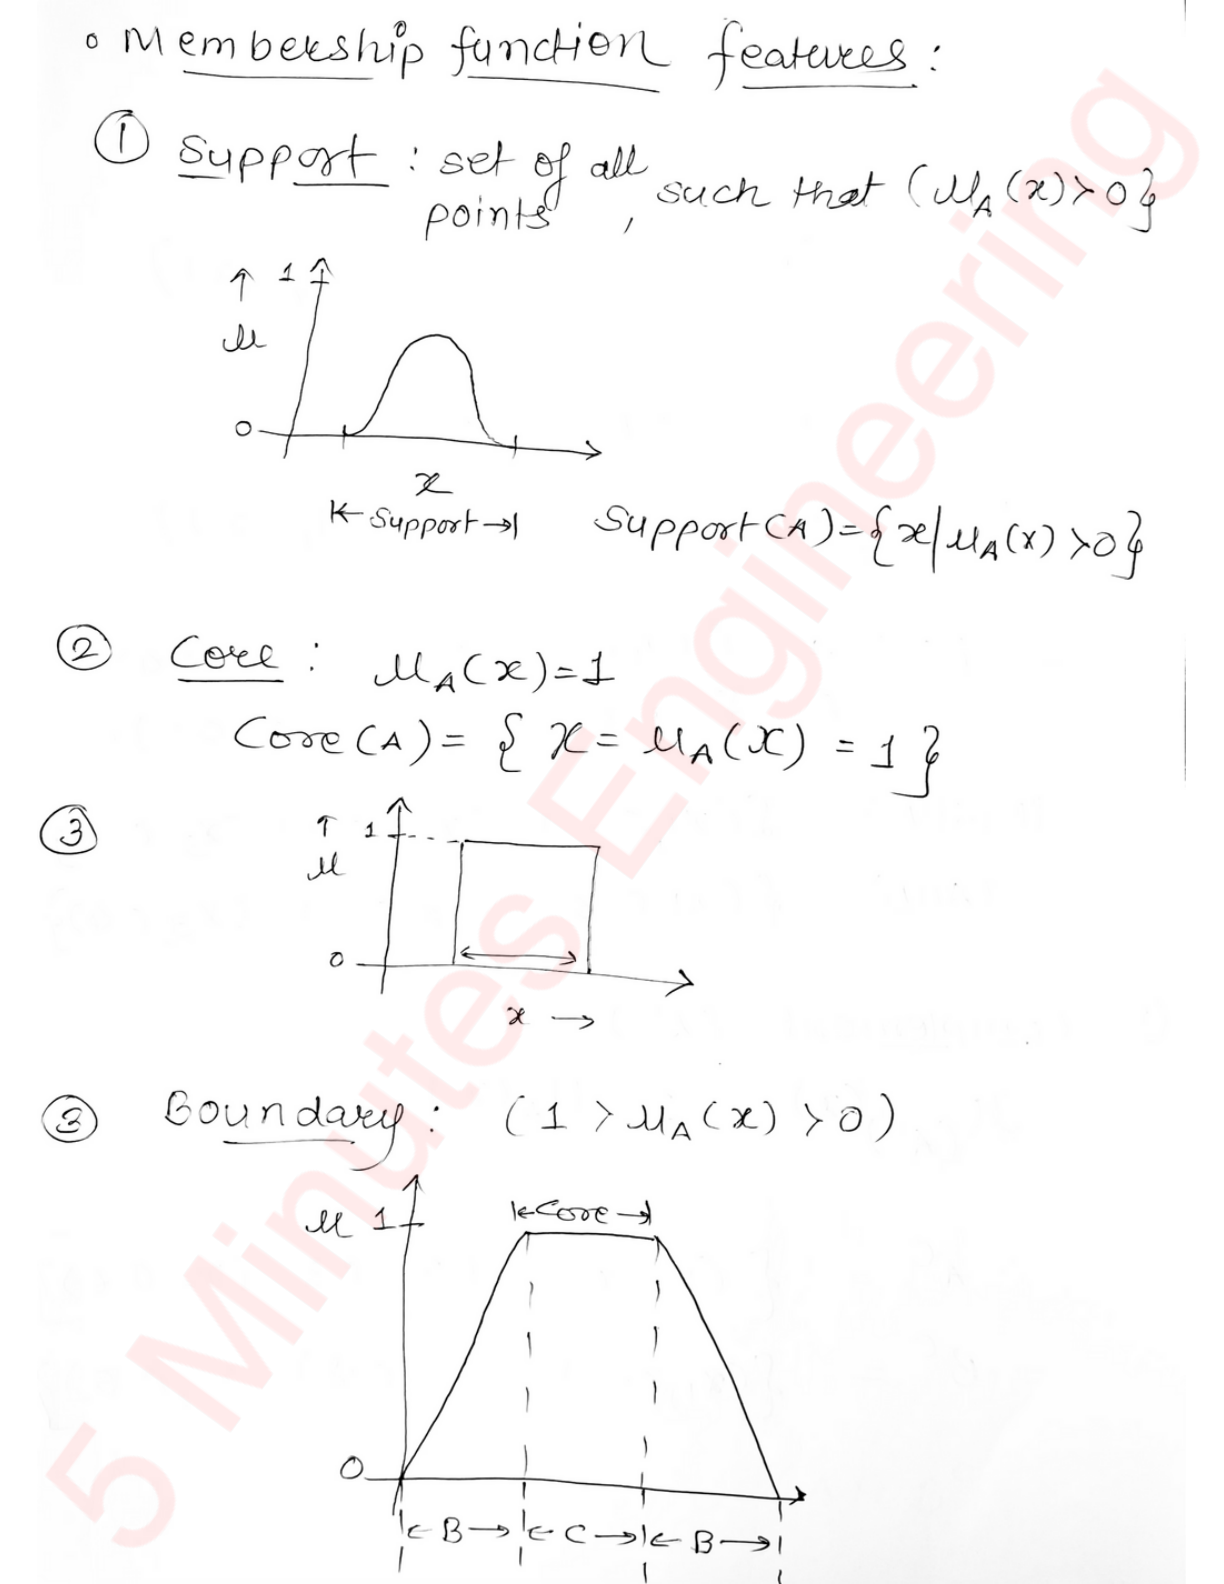 • Membership function features:
① Support : set of all points, such that (μA(x)>0}
↑ 1
μ
0
x
K← Support →|
Support(A)={x|μA(x)>0}
② Core : μA(x)=1
Core(A)= { x = μA(x) = 1 }
③
↑ 1
μ
0
x →
③ Boundary : (1 > μA(x) > 0)
|← Core →|
μ 1
0
|← B →|← C →|← B →|
5 Minutes Engineering